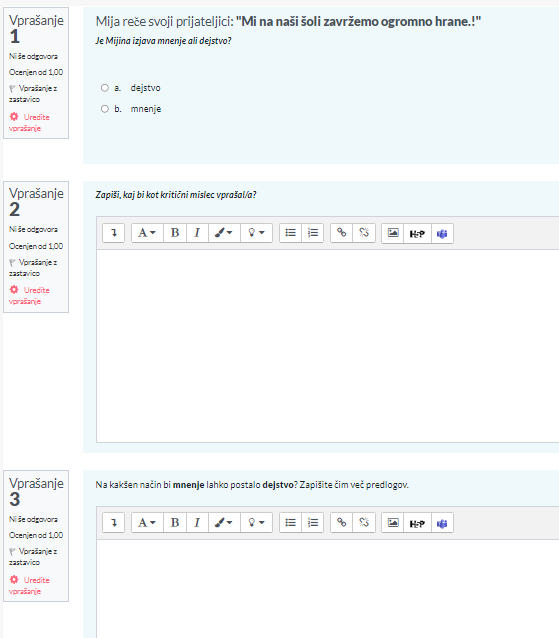 Vprašanje
1
Ni še odgovora
Ocenjen od 1,00
Vprašanje z
zastavico
Uredite
vprašanje
Mija reče svoji prijateljici: "Mi na naši šoli zavržemo ogromno hrane.!"
Je Mijina izjava mnenje ali dejstvo?
a. dejstvo
b. mnenje
Vprašanje
2
Ni še odgovora
Ocenjen od 1,00
Vprašanje z
zastavico
Uredite
vprašanje
Zapiši, kaj bi kot kritični mislec vprašal/a?
A B I H5P
Vprašanje
3
Ni še odgovora
Ocenjen od 1,00
Vprašanje z
zastavico
Uredite
vprašanje
Na kakšen način bi mnenje lahko postalo dejstvo? Zapišite čim več predlogov.
A B I H5P